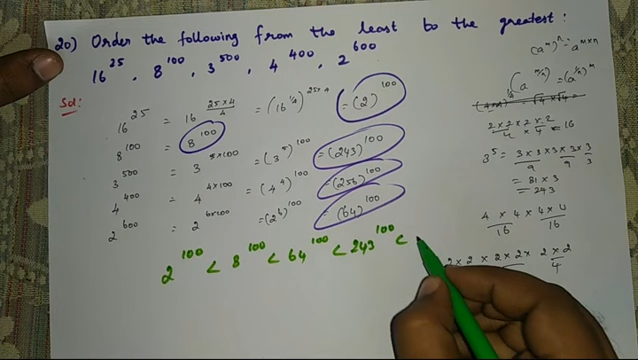 20) Order the following from the least to the greatest :
16^25 , 8^100 , 3^500 , 4^400 , 2^600
(a^m)^n = a^m×n
Sol:
16^25 = 16^(25×4/4) = (16^1/4)^25×4 = (2)^100
8^100 = 8^100
3^500 = 3^5×100 = (3^5)^100 = (243)^100
4^400 = 4^4×100 = (4^4)^100 = (256)^100
2^600 = 2^6×100 = (2^6)^100 = (64)^100
2^100 < 8^100 < 64^100 < 243^100 <
2×2×2×2 = 16
4 × 4
3^5 = 3×3×3×3×3
9 9 3
= 81×3
= 243
4×4×4×4
16 16
2×2×2×2×2×2
4